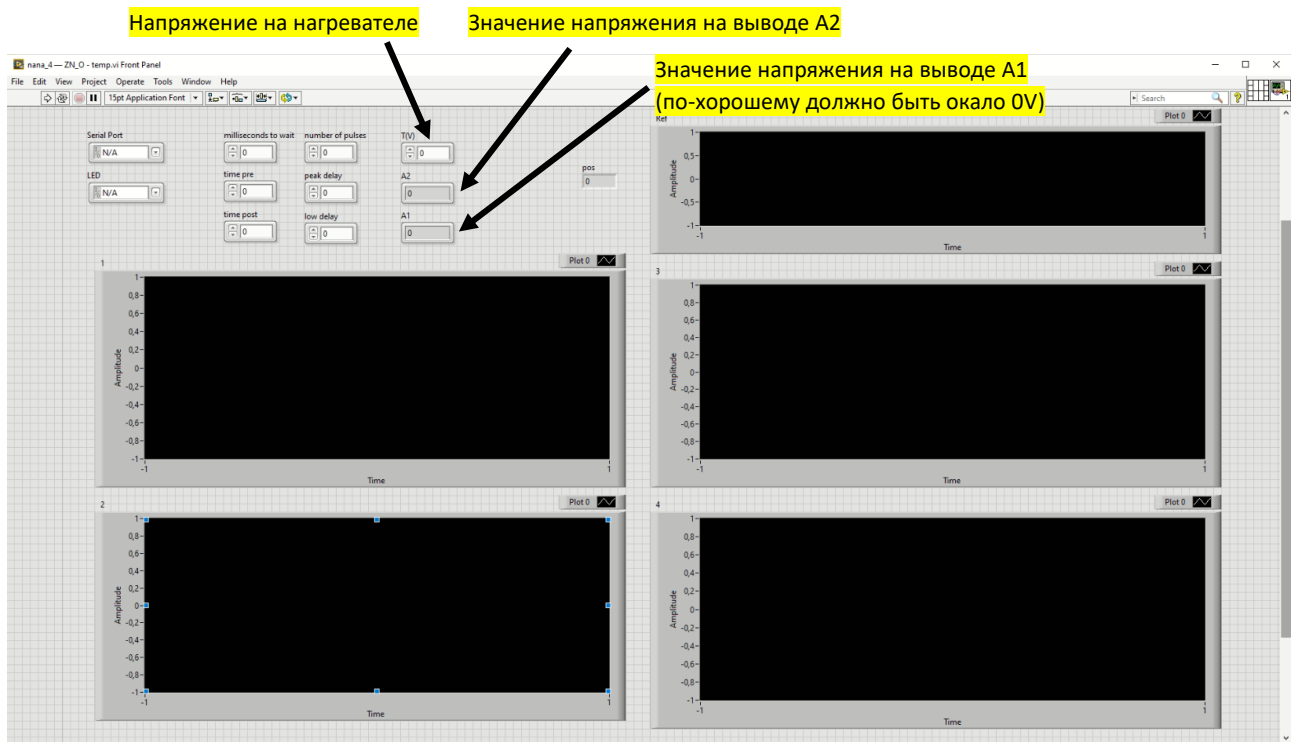 Напряжение на нагревателе
Значение напряжения на выводе А2
Значение напряжения на выводе А1
(по-хорошему должно быть окало 0V)
nana_4 — ZN_O - temp.vi Front Panel
File Edit View Project Operate Tools Window Help
15pt Application Font
Search
Serial Port
milliseconds to wait
number of pulses
T(V)
N/A
0
0
0
LED
time pre
peak delay
A2
pos
N/A
0
0
0
0
time post
low delay
A1
0
0
0
Ref
Plot 0
1-
0,5-
0-
-0,5-
-1-
Amplitude
-1
1
Time
1
Plot 0
1-
0,8-
0,6-
0,4-
0,2-
0-
-0,2-
-0,4-
-0,6-
-0,8-
-1-
Amplitude
-1
1
Time
3
Plot 0
1-
0,8-
0,6-
0,4-
0,2-
0-
-0,2-
-0,4-
-0,6-
-0,8-
-1-
Amplitude
-1
1
Time
2
Plot 0
1-
0,8-
0,6-
0,4-
0,2-
0-
-0,2-
-0,4-
-0,6-
-0,8-
-1-
Amplitude
-1
1
Time
4
Plot 0
1-
0,8-
0,6-
0,4-
0,2-
0-
-0,2-
-0,4-
-0,6-
-0,8-
-1-
Amplitude
-1
1
Time